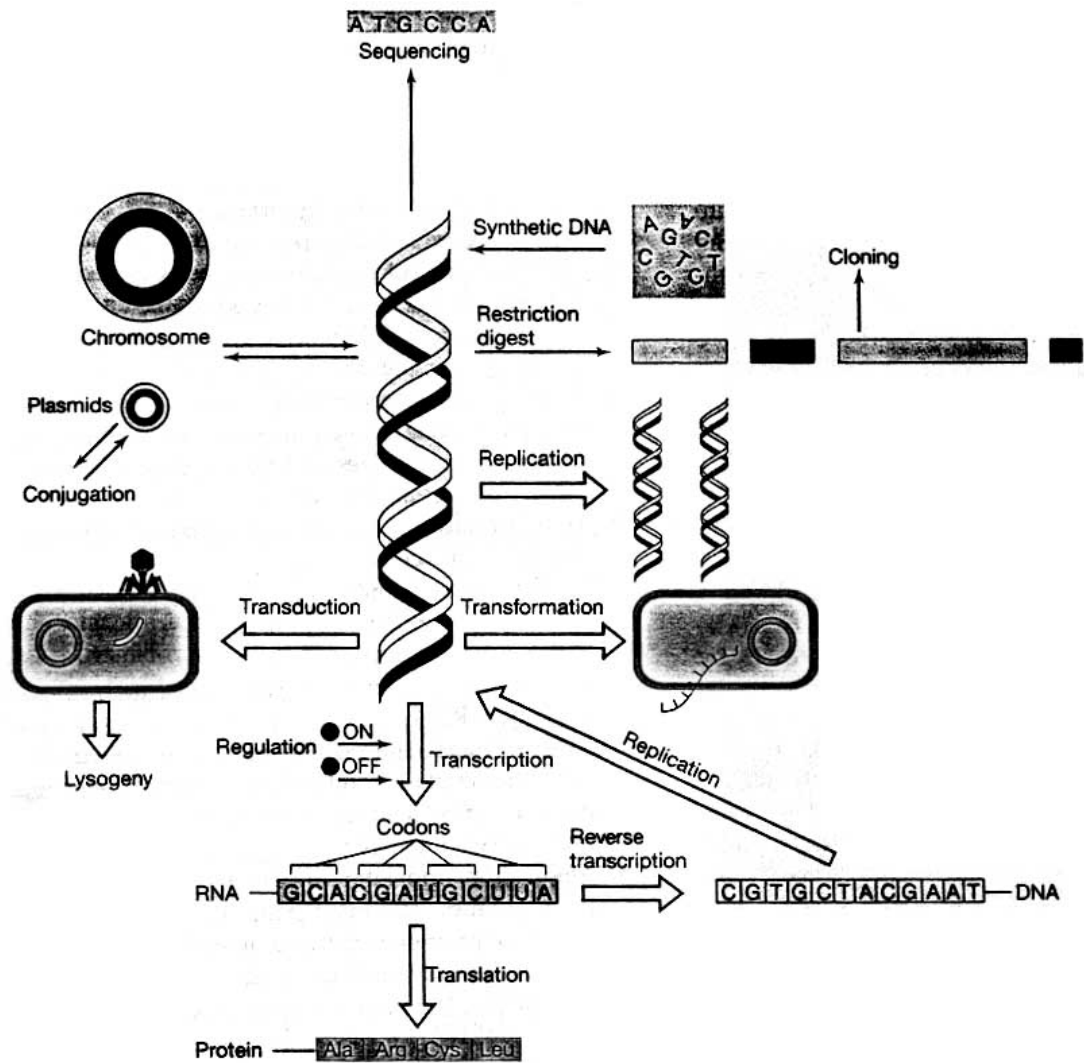 ATGCCA
Sequencing
Synthetic DNA
A A G C C T G G T
Cloning
Chromosome
Restriction
digest
Plasmids
Conjugation
Replication
Transduction
Transformation
Regulation
ON
OFF
Transcription
Lysogeny
Replication
Codons
Reverse
transcription
RNA
GCACGAUGCUUA
CGTGCTACGAAT
DNA
Translation
Protein
Ala Arg Cys Leu